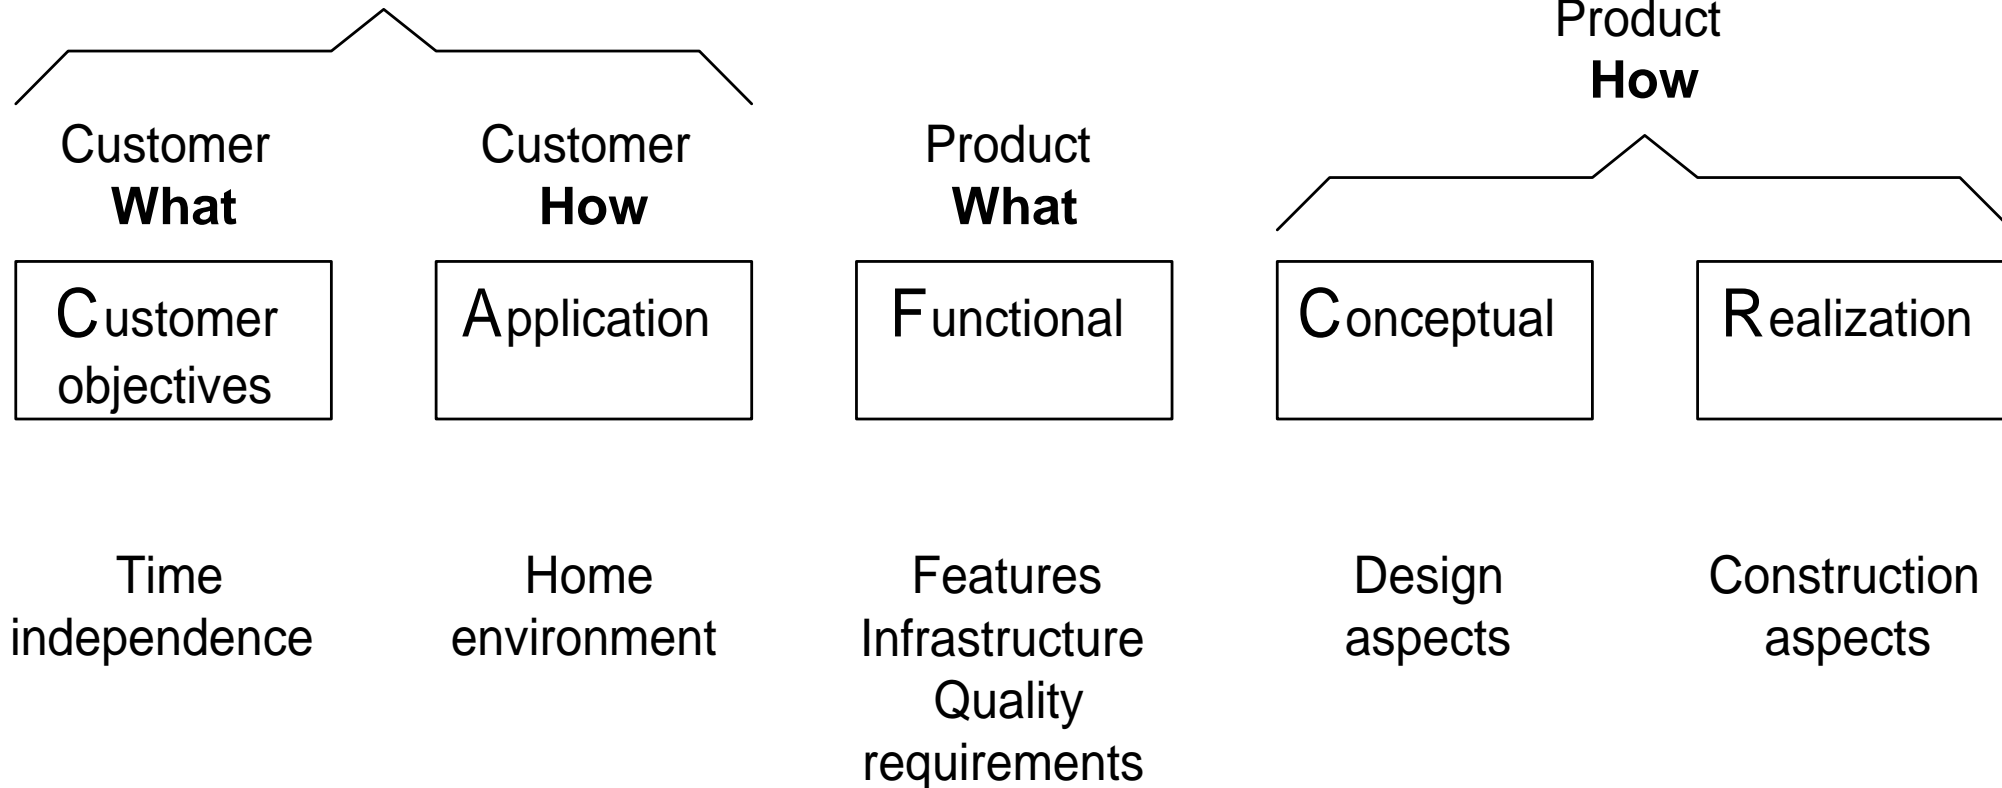 Product
How
Customer
What
Customer
How
Product
What
Customer
objectives
Application
Functional
Conceptual
Realization
Time
independence
Home
environment
Features
Infrastructure
Quality
requirements
Design
aspects
Construction
aspects